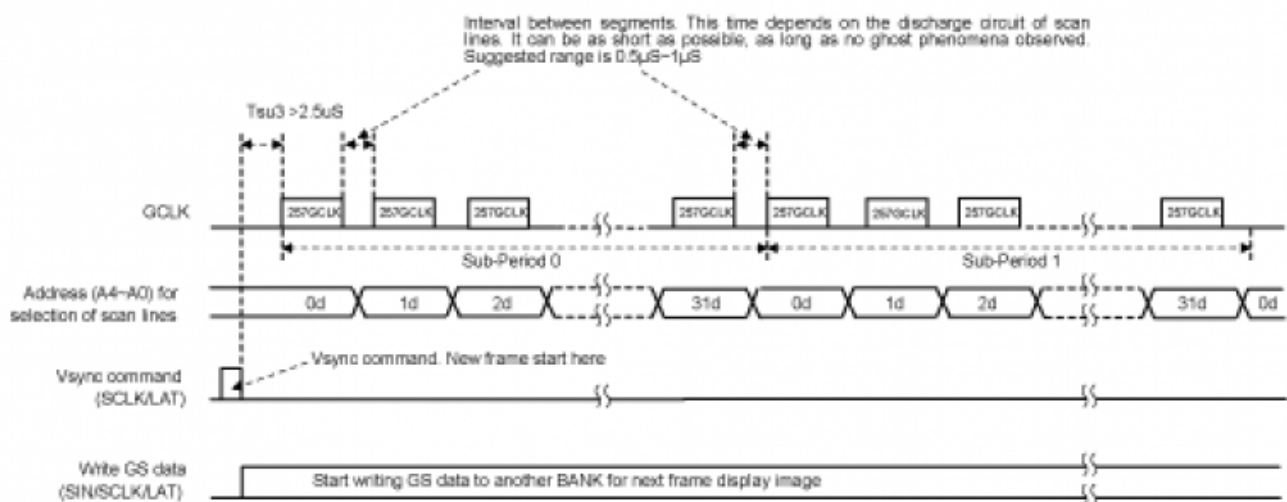 Interval between segments. This time depends on the discharge circuit of scan
lines. It can be as short as possible, as long as no ghost phenomena observed.
Suggested range is 0.5µS~1µS
Tsu3 >2.5uS
GCLK
257GCLK 257GCLK 257GCLK 257GCLK 257GCLK 257GCLK 257GCLK 257GCLK
Sub-Period 0 Sub-Period 1
Address (A4~A0) for
selection of scan lines
0d 1d 2d 31d 0d 1d 2d 31d 0d
Vsync command. New frame start here
Vsync command
(SCLK/LAT)
Write GS data
(SIN/SCLK/LAT)
Start writing GS data to another BANK for next frame display image